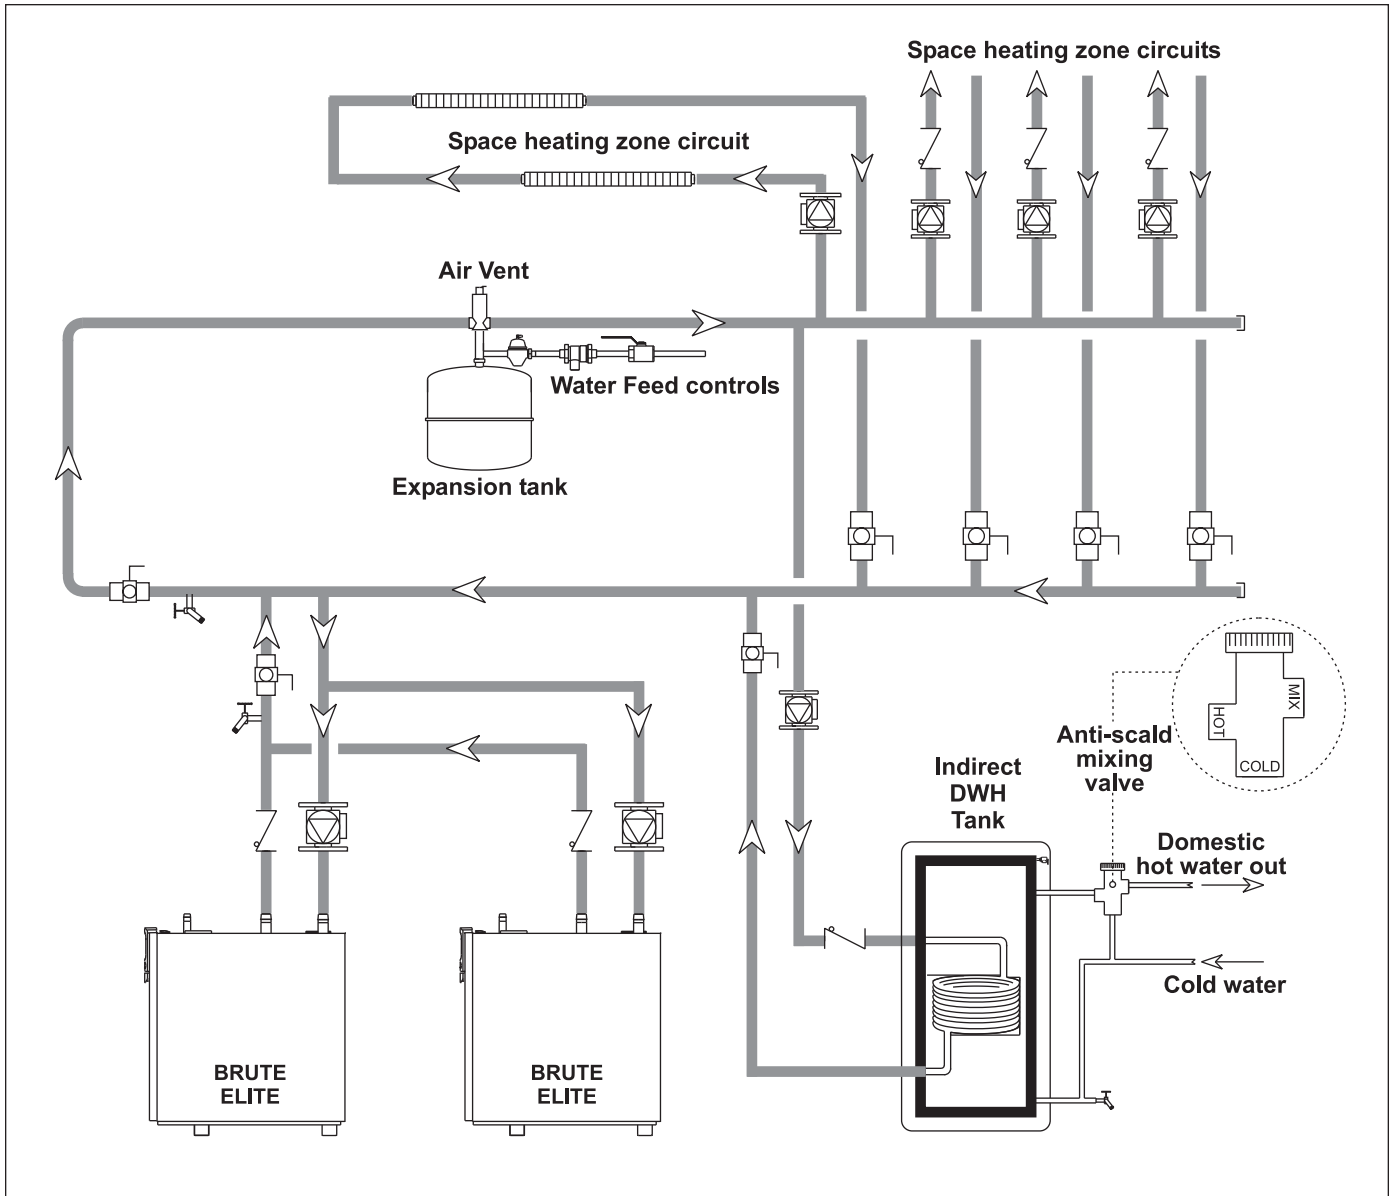 Space heating zone circuits
Space heating zone circuit
Air Vent
Water Feed controls
Expansion tank
MIX
HOT
COLD
Anti-scald
mixing
valve
Indirect
DWH
Tank
Domestic
hot water out
Cold water
BRUTE
ELITE
BRUTE
ELITE